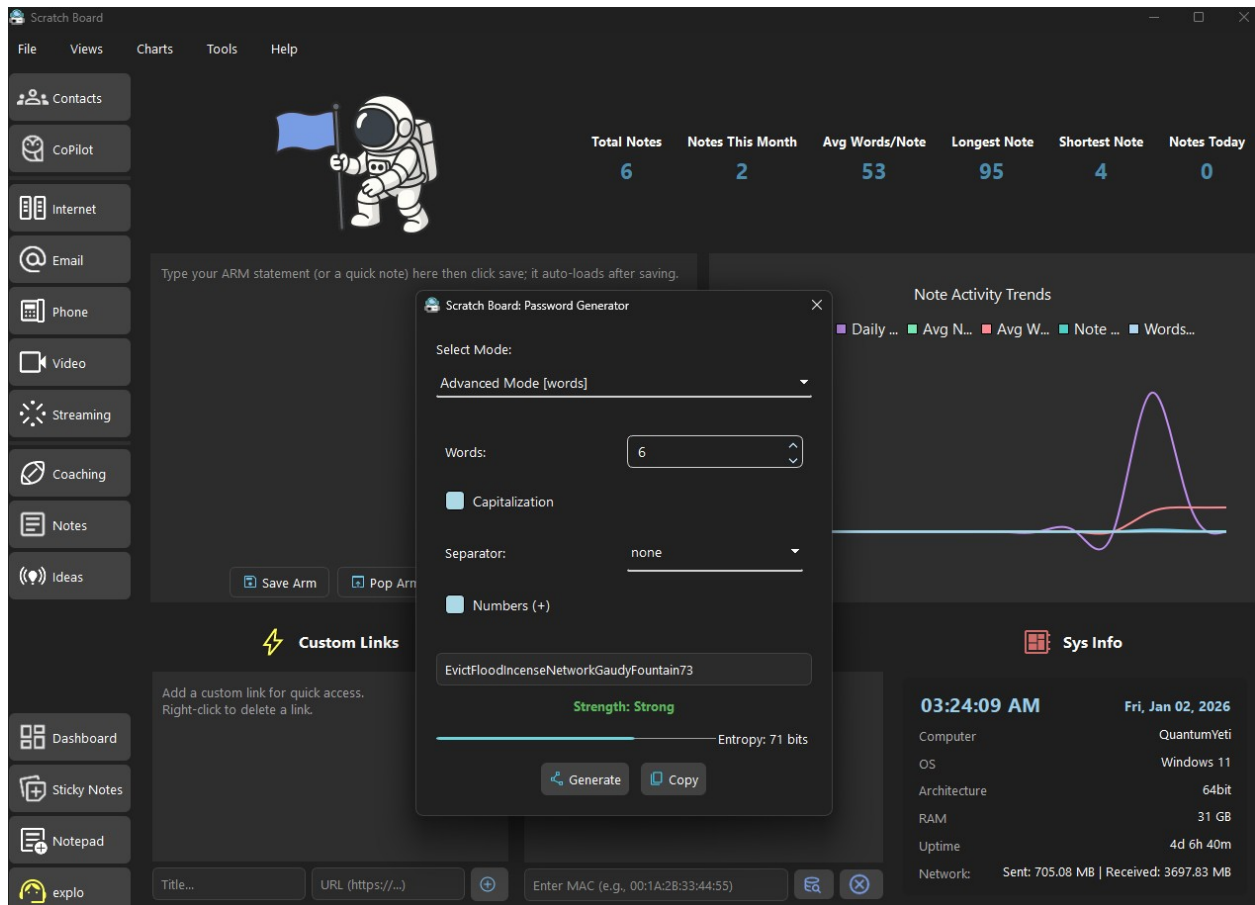 Scratch Board
File Views Charts Tools Help
Contacts
CoPilot
Internet
Email
Phone
Video
Streaming
Coaching
Notes
Ideas
Dashboard
Sticky Notes
Notepad
explo
Total Notes Notes This Month Avg Words/Note Longest Note Shortest Note Notes Today
6 2 53 95 4 0
Type your ARM statement (or a quick note) here then click save; it auto-loads after saving.
Save Arm Pop Arm
Note Activity Trends
Daily ... Avg N... Avg W... Note ... Words...
Scratch Board: Password Generator
Select Mode:
Advanced Mode [words]
Words: 6
Capitalization
Separator: none
Numbers (+)
EvictFloodIncenseNetworkGaudyFountain73
Strength: Strong
Entropy: 71 bits
Generate Copy
Custom Links
Add a custom link for quick access.
Right-click to delete a link.
Title... URL (https://...)
Enter MAC (e.g., 00:1A:2B:33:44:55)
Sys Info
03:24:09 AM Fri, Jan 02, 2026
Computer QuantumYeti
OS Windows 11
Architecture 64bit
RAM 31 GB
Uptime 4d 6h 40m
Network: Sent: 705.08 MB | Received: 3697.83 MB